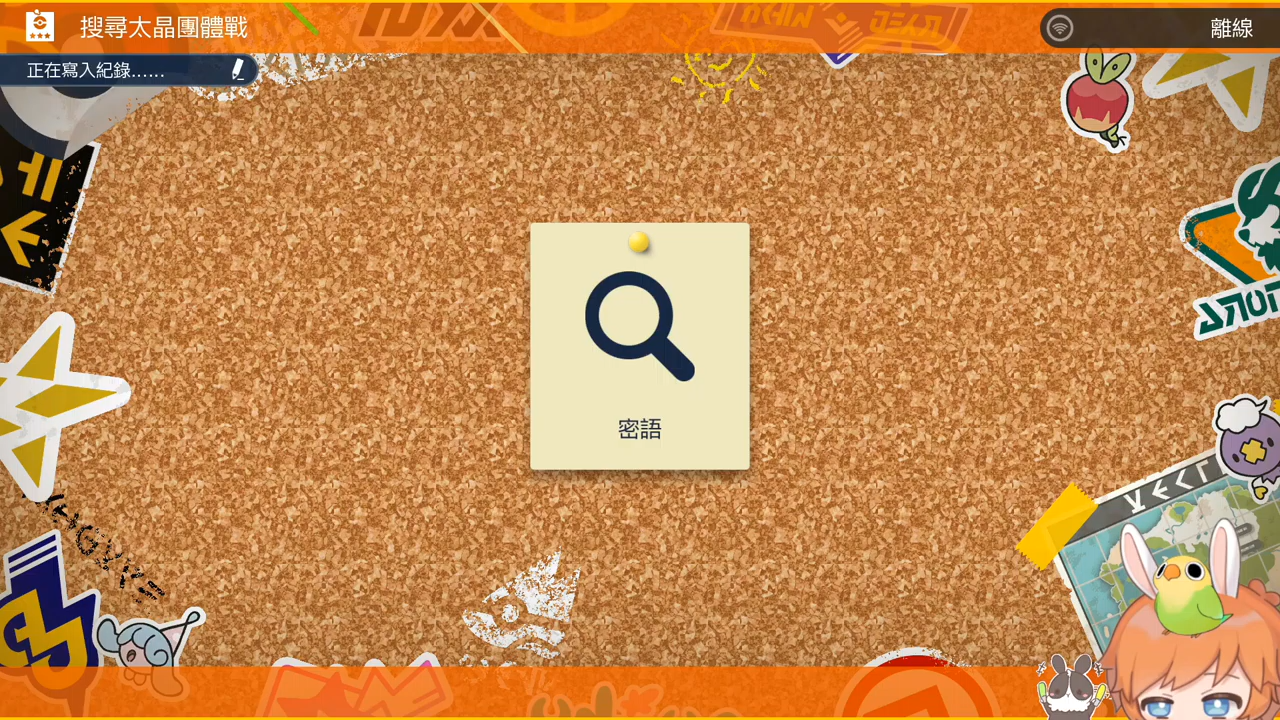 搜尋太晶團體戰
離線
正在寫入紀錄……
密語